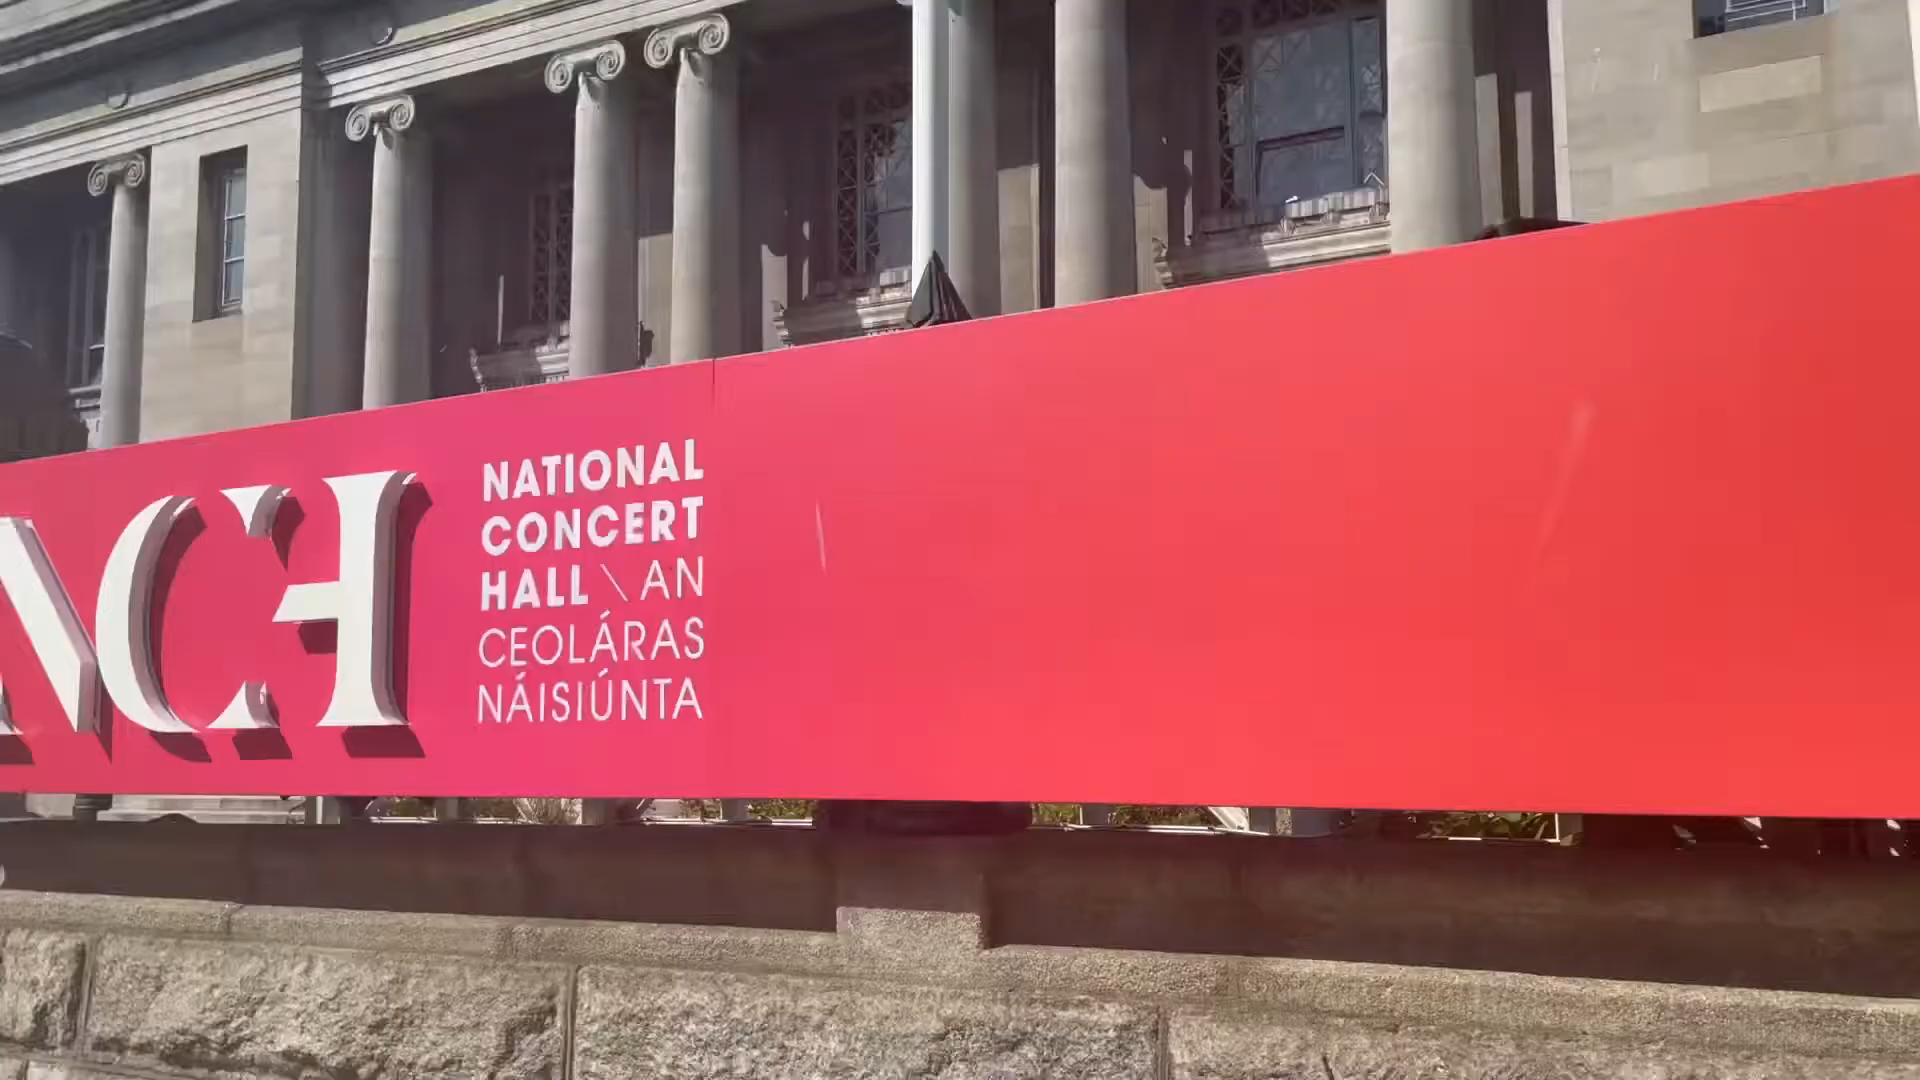 NCH
NATIONAL
CONCERT
HALL \ AN
CEOLÁRAS
NÁISIÚNTA